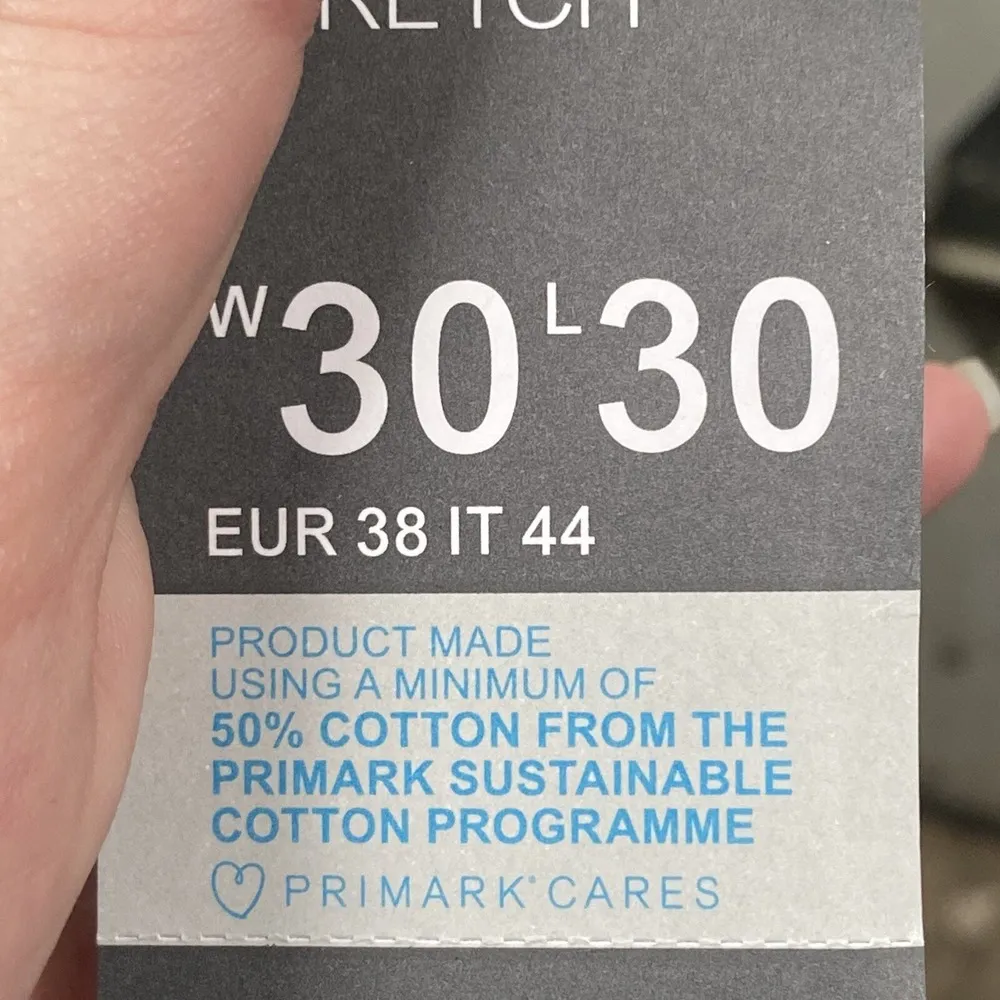 STRETCH
W30 L30
EUR 38 IT 44
PRODUCT MADE
USING A MINIMUM OF
50% COTTON FROM THE
PRIMARK SUSTAINABLE
COTTON PROGRAMME
PRIMARK® CARES